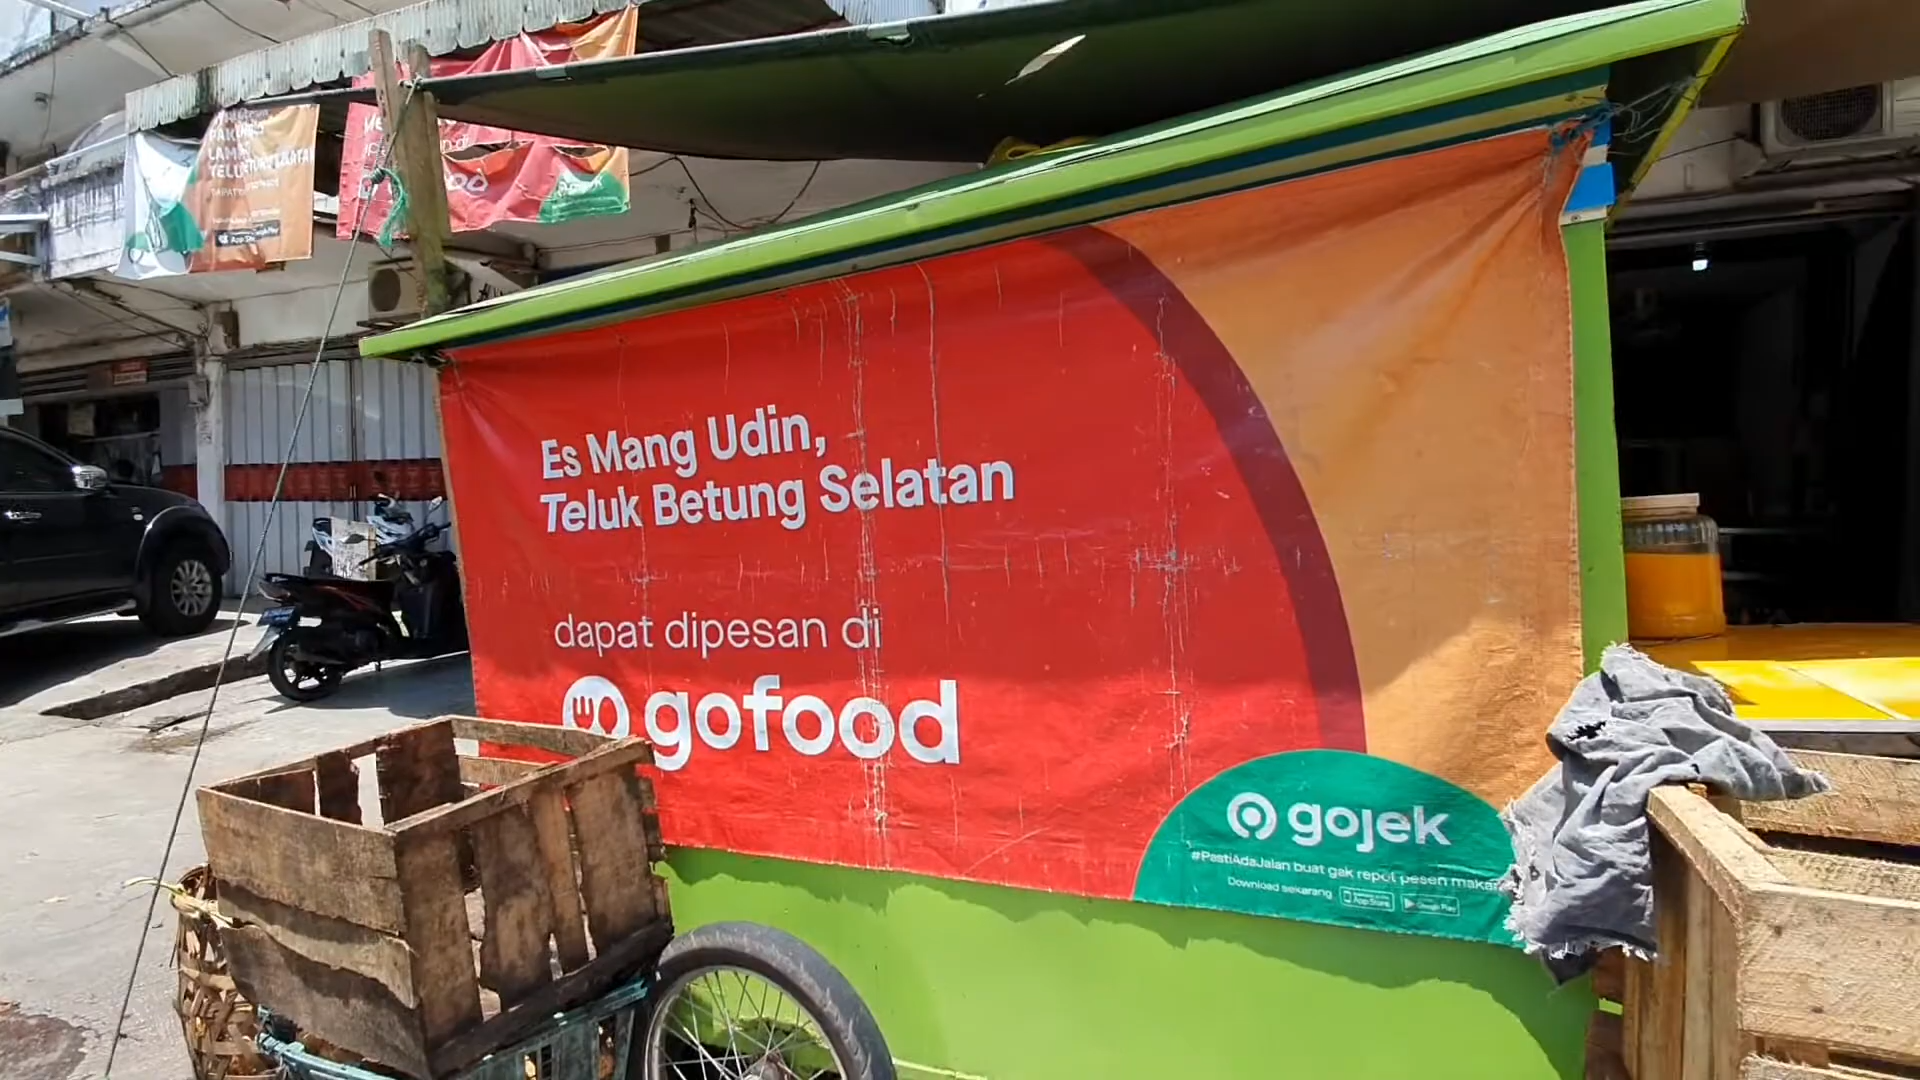 LAMA
Es Mang Udin,
Teluk Betung Selatan
dapat dipesan di
gofood
gojek
#PastiAdaJalan buat gak repot pesen makan
Download sekarang
App Store
Google Play